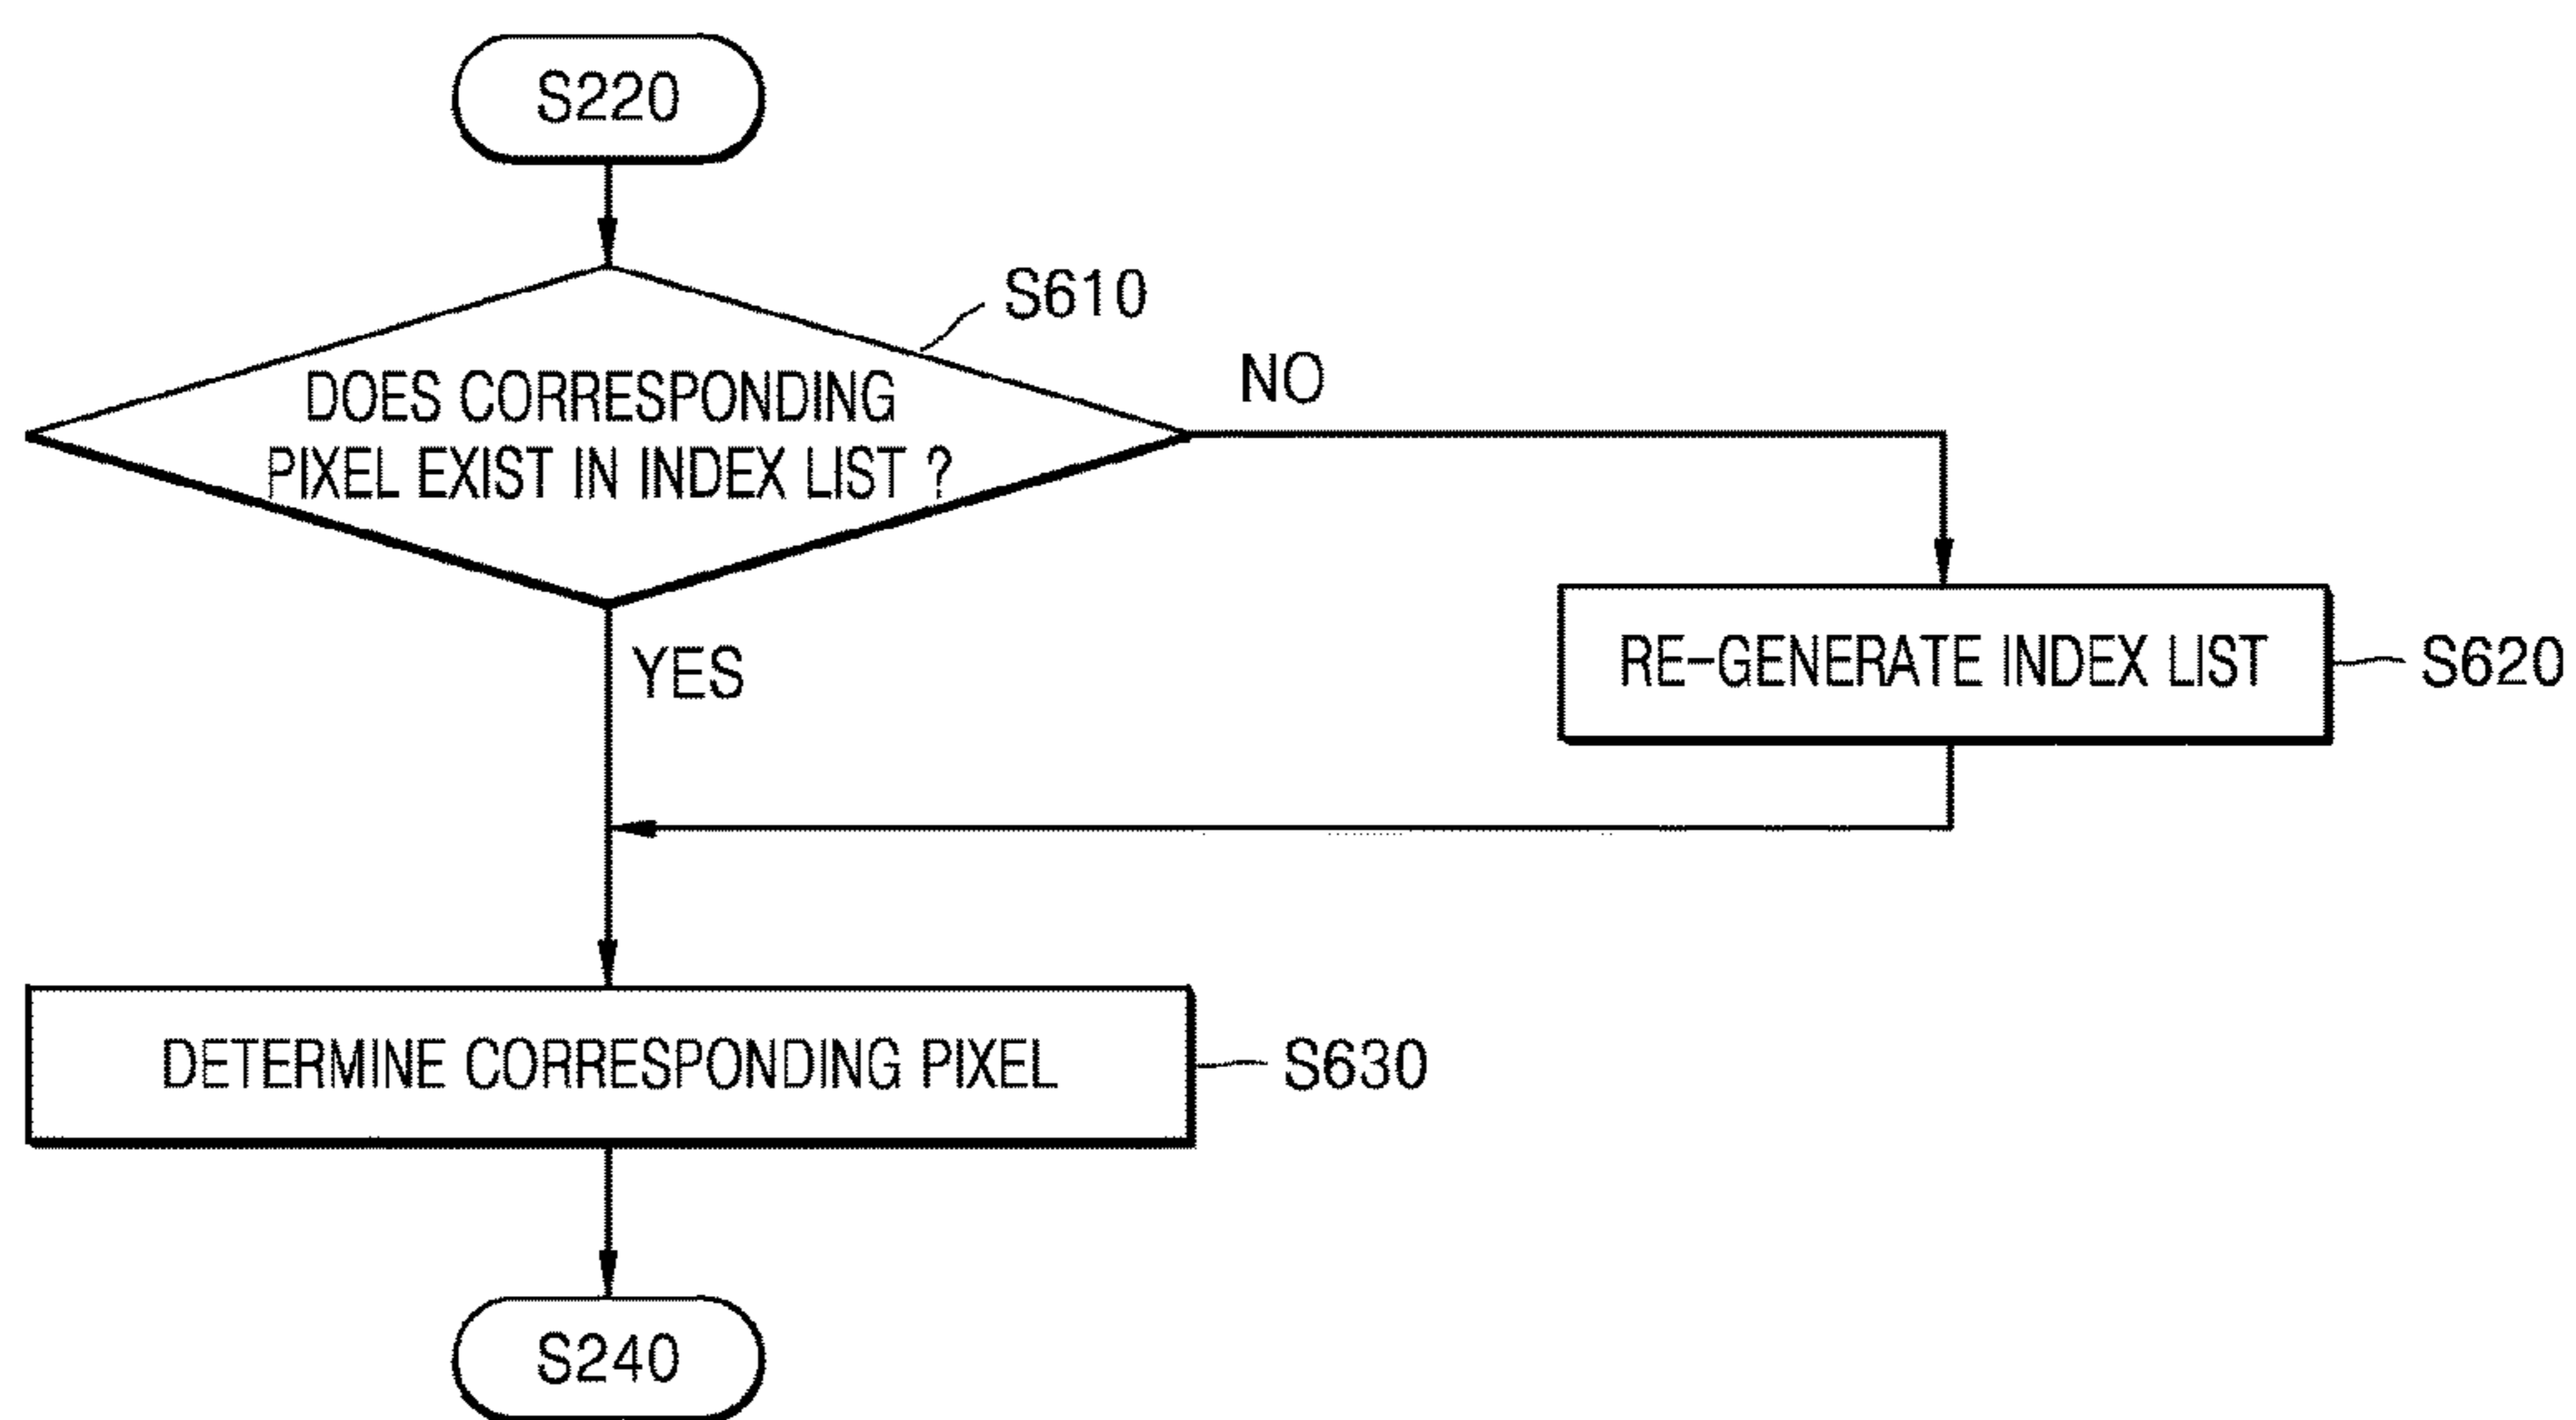 S220
S610
DOES CORRESPONDING
PIXEL EXIST IN INDEX LIST ?
NO
YES
RE-GENERATE INDEX LIST
S620
DETERMINE CORRESPONDING PIXEL
S630
S240